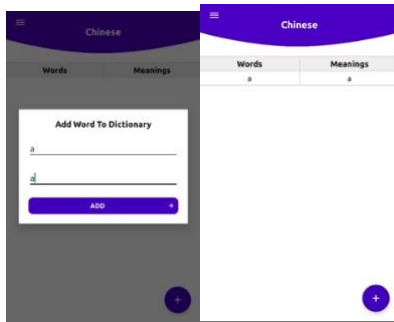 Chinese
Words Meanings
Add Word To Dictionary
a
a
ADD
Chinese
Words Meanings
a a